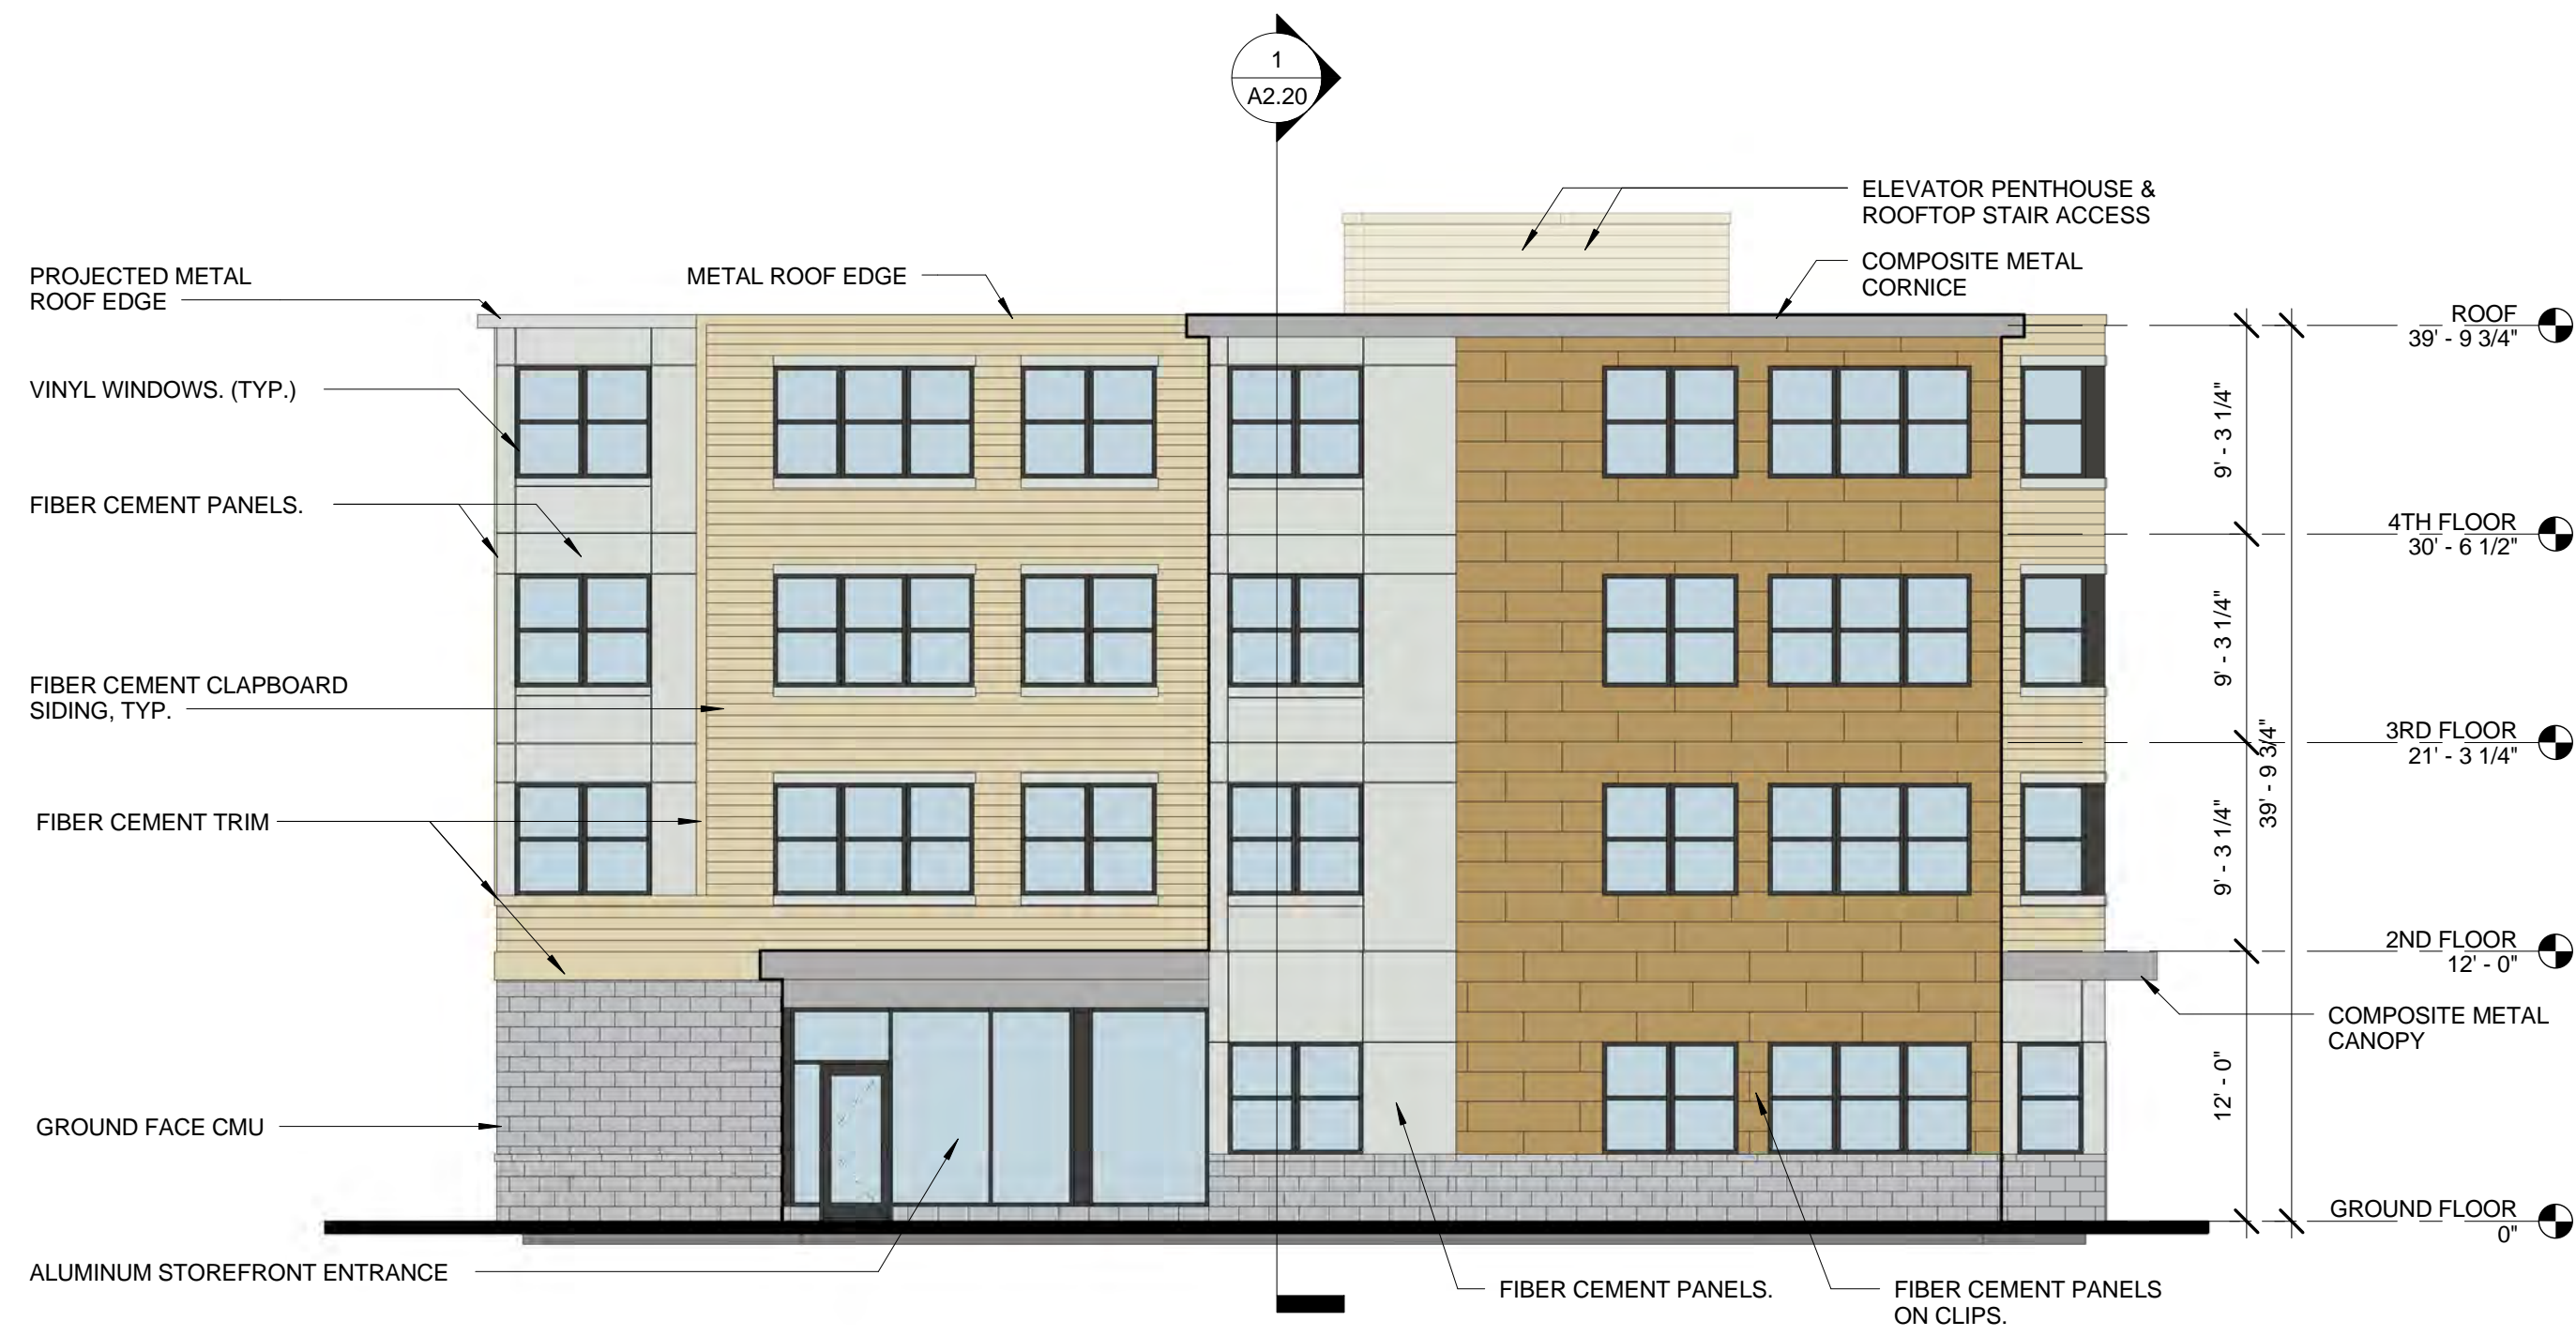 1
A2.20
ELEVATOR PENTHOUSE &
ROOFTOP STAIR ACCESS
COMPOSITE METAL
CORNICE
PROJECTED METAL
ROOF EDGE
METAL ROOF EDGE
ROOF
39' - 9 3/4"
VINYL WINDOWS. (TYP.)
9' - 3 1/4"
FIBER CEMENT PANELS.
4TH FLOOR
30' - 6 1/2"
9' - 3 1/4"
FIBER CEMENT CLAPBOARD
SIDING, TYP.
3RD FLOOR
21' - 3 1/4"
39' - 9 3/4"
FIBER CEMENT TRIM
9' - 3 1/4"
2ND FLOOR
12' - 0"
COMPOSITE METAL
CANOPY
12' - 0"
GROUND FACE CMU
GROUND FLOOR
0"
ALUMINUM STOREFRONT ENTRANCE
FIBER CEMENT PANELS.
FIBER CEMENT PANELS
ON CLIPS.